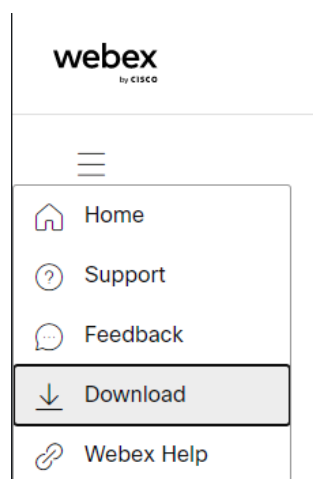 webex
by CISCO
Home
Support
Feedback
Download
Webex Help